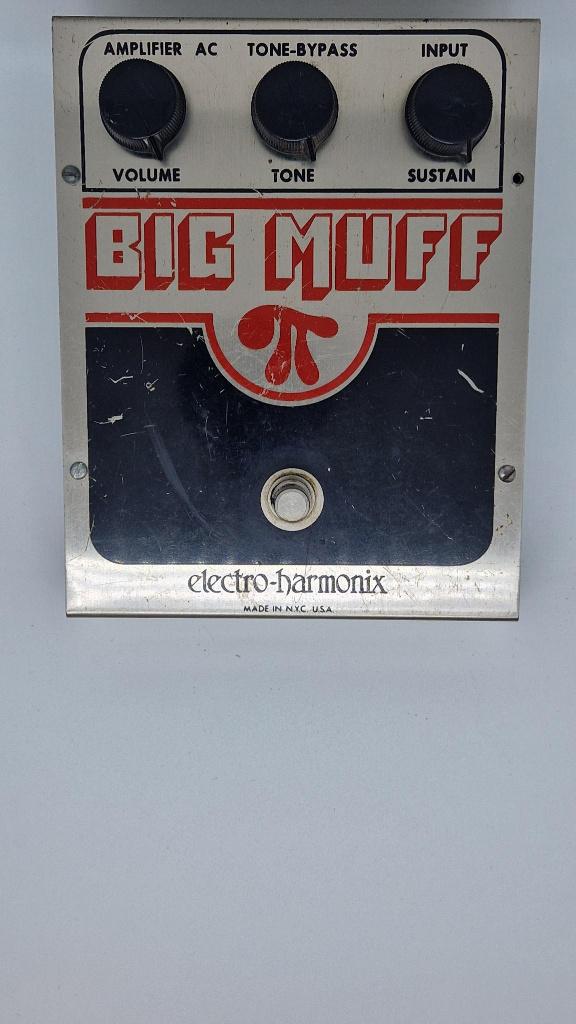 AMPLIFIER AC TONE-BYPASS INPUT
VOLUME TONE SUSTAIN
BIG MUFF
π
electro-harmonix
MADE IN N.Y.C. U.S.A.